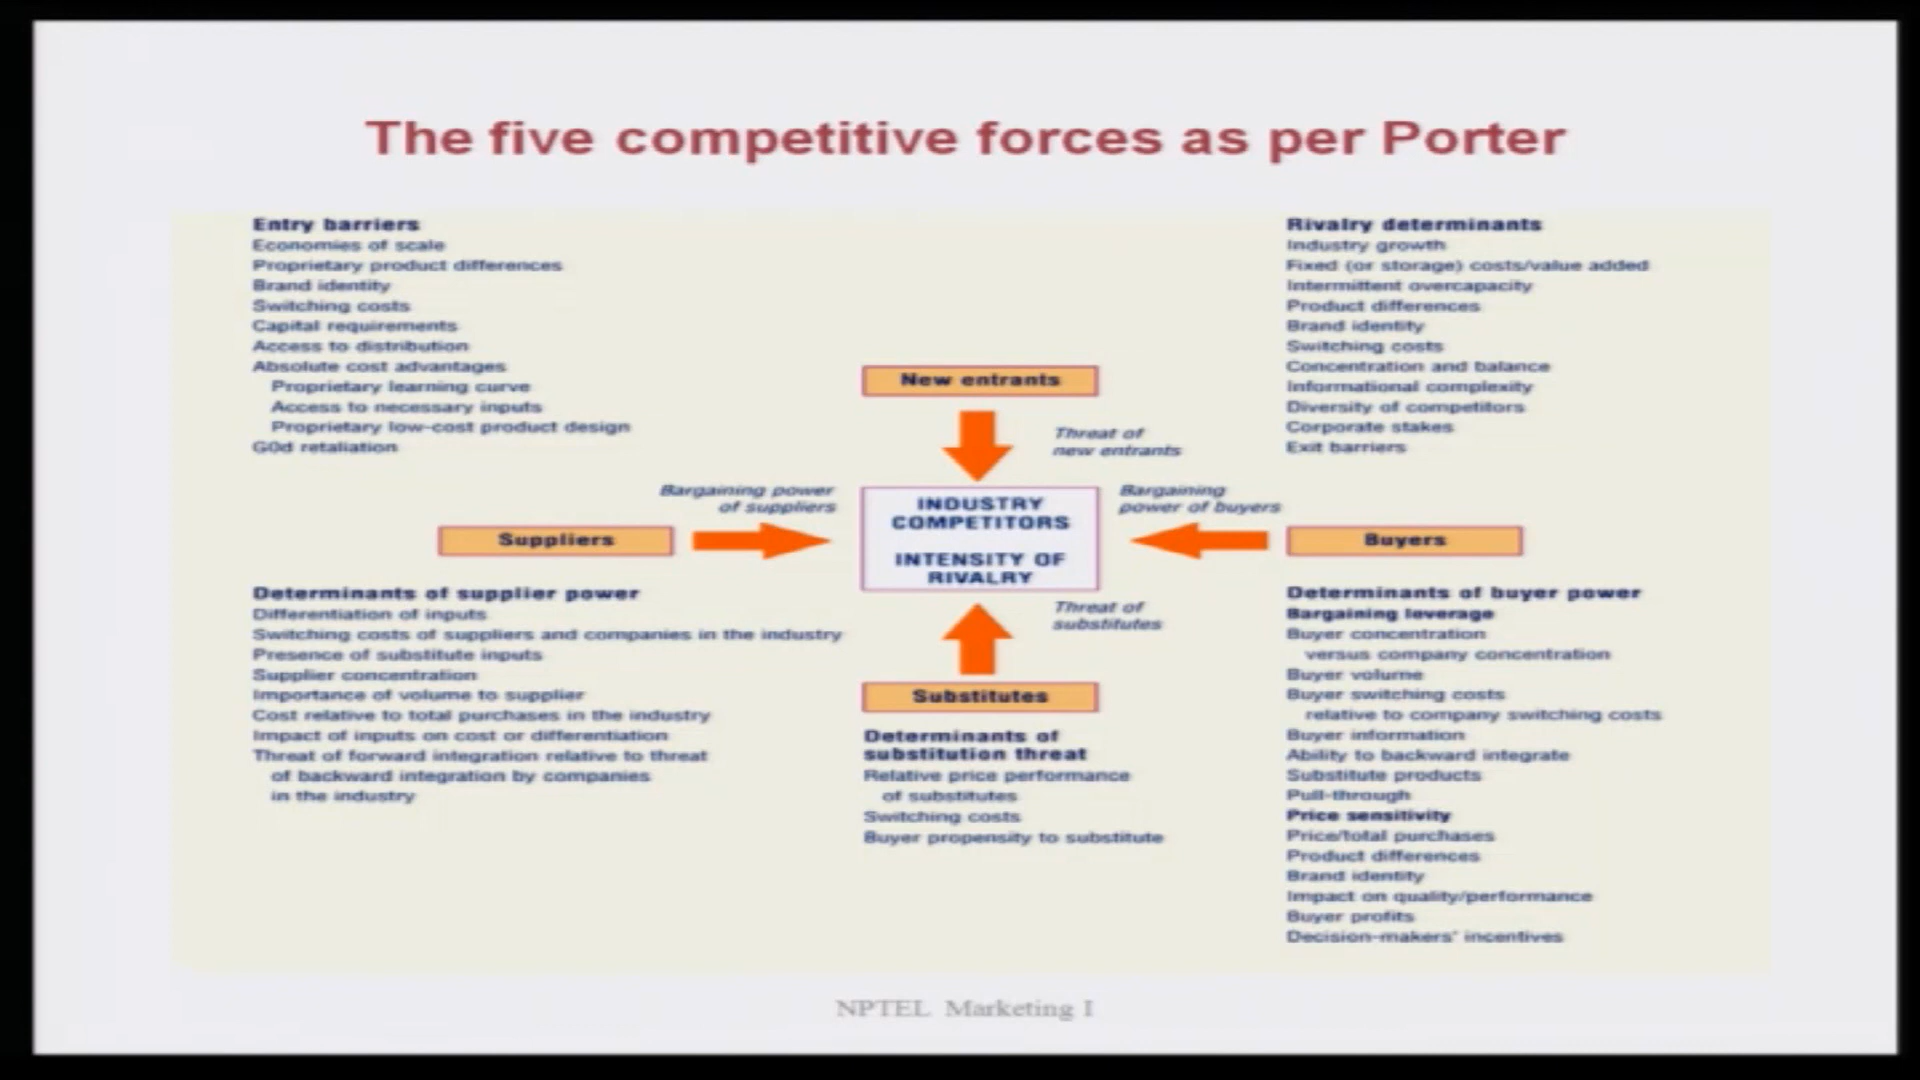 The five competitive forces as per Porter
Entry barriers
Economies of scale
Proprietary product differences
Brand identity
Switching costs
Capital requirements
Access to distribution
Absolute cost advantages
Proprietary learning curve
Access to necessary inputs
Proprietary low-cost product design
G0d retaliation
Rivalry determinants
Industry growth
Fixed (or storage) costs/value added
Intermittent overcapacity
Product differences
Brand identity
Switching costs
Concentration and balance
Informational complexity
Diversity of competitors
Corporate stakes
Exit barriers
New entrants
Threat of
new entrants
Bargaining power
of suppliers
Suppliers
INDUSTRY
COMPETITORS
INTENSITY OF
RIVALRY
Bargaining
power of buyers
Buyers
Threat of
substitutes
Substitutes
Determinants of supplier power
Differentiation of inputs
Switching costs of suppliers and companies in the industry
Presence of substitute inputs
Supplier concentration
Importance of volume to supplier
Cost relative to total purchases in the industry
Impact of inputs on cost or differentiation
Threat of forward integration relative to threat
of backward integration by companies
in the industry
Determinants of
substitution threat
Relative price performance
of substitutes
Switching costs
Buyer propensity to substitute
Determinants of buyer power
Bargaining leverage
Buyer concentration
versus company concentration
Buyer volume
Buyer switching costs
relative to company switching costs
Buyer information
Ability to backward integrate
Substitute products
Pull-through
Price sensitivity
Price/total purchases
Product differences
Brand identity
Impact on quality/performance
Buyer profits
Decision-makers' incentives
NPTEL Marketing I